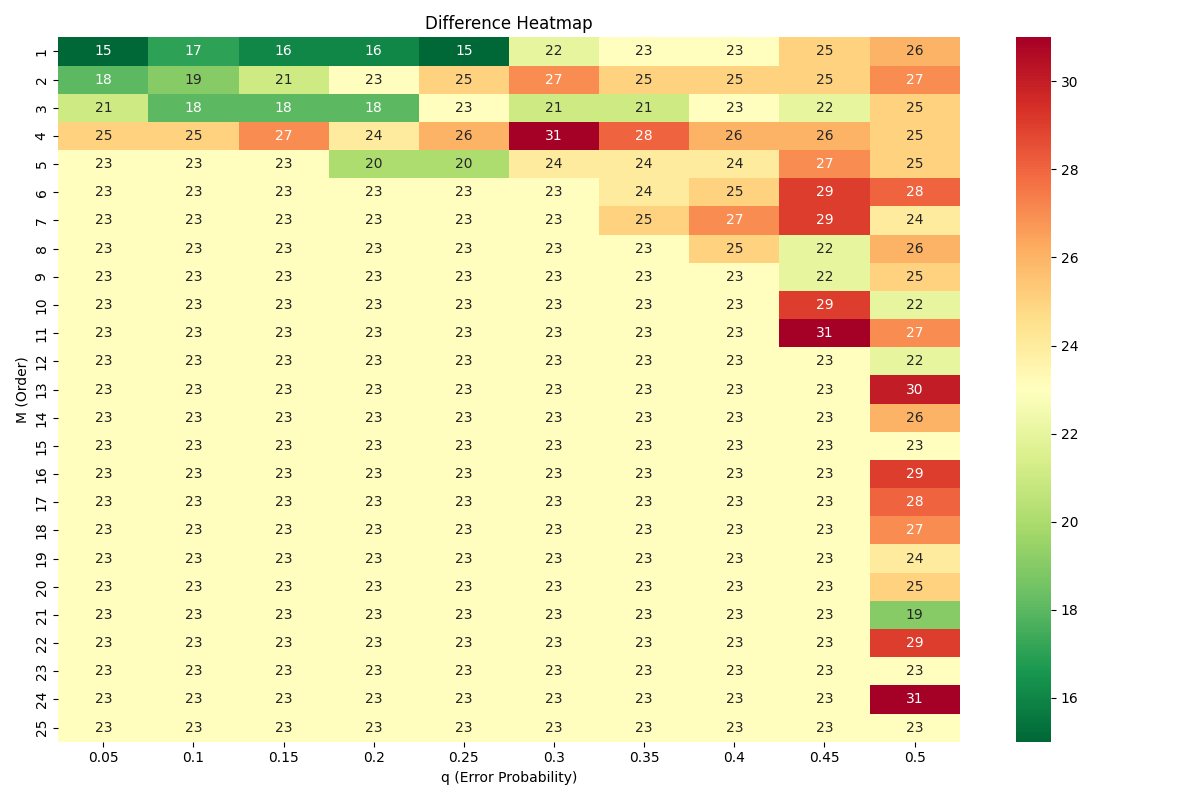 Difference Heatmap
1 15 17 16 16 15 22 23 23 25 26
2 18 19 21 23 25 27 25 25 25 27
3 21 18 18 18 23 21 21 23 22 25
4 25 25 27 24 26 31 28 26 26 25
5 23 23 23 20 20 24 24 24 27 25
6 23 23 23 23 23 23 24 25 29 28
7 23 23 23 23 23 23 25 27 29 24
8 23 23 23 23 23 23 23 25 22 26
9 23 23 23 23 23 23 23 23 22 25
10 23 23 23 23 23 23 23 23 29 22
11 23 23 23 23 23 23 23 23 31 27
12 23 23 23 23 23 23 23 23 23 22
13 23 23 23 23 23 23 23 23 23 30
14 23 23 23 23 23 23 23 23 23 26
15 23 23 23 23 23 23 23 23 23 23
16 23 23 23 23 23 23 23 23 23 29
17 23 23 23 23 23 23 23 23 23 28
18 23 23 23 23 23 23 23 23 23 27
19 23 23 23 23 23 23 23 23 23 24
20 23 23 23 23 23 23 23 23 23 25
21 23 23 23 23 23 23 23 23 23 19
22 23 23 23 23 23 23 23 23 23 29
23 23 23 23 23 23 23 23 23 23 23
24 23 23 23 23 23 23 23 23 23 31
25 23 23 23 23 23 23 23 23 23 23
0.05 0.1 0.15 0.2 0.25 0.3 0.35 0.4 0.45 0.5
q (Error Probability)
M (Order)
30
28
26
24
22
20
18
16